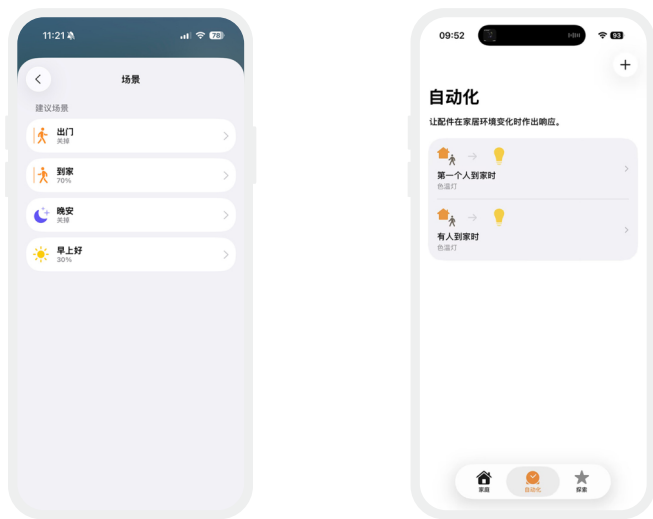 11:21
78
场景
建议场景
出门
关掉
到家
70%
晚安
关掉
早上好
30%
09:52
93
自动化
让配件在家居环境变化时作出响应。
第一个人到家时
色温灯
有人到家时
色温灯
家庭
自动化
探索